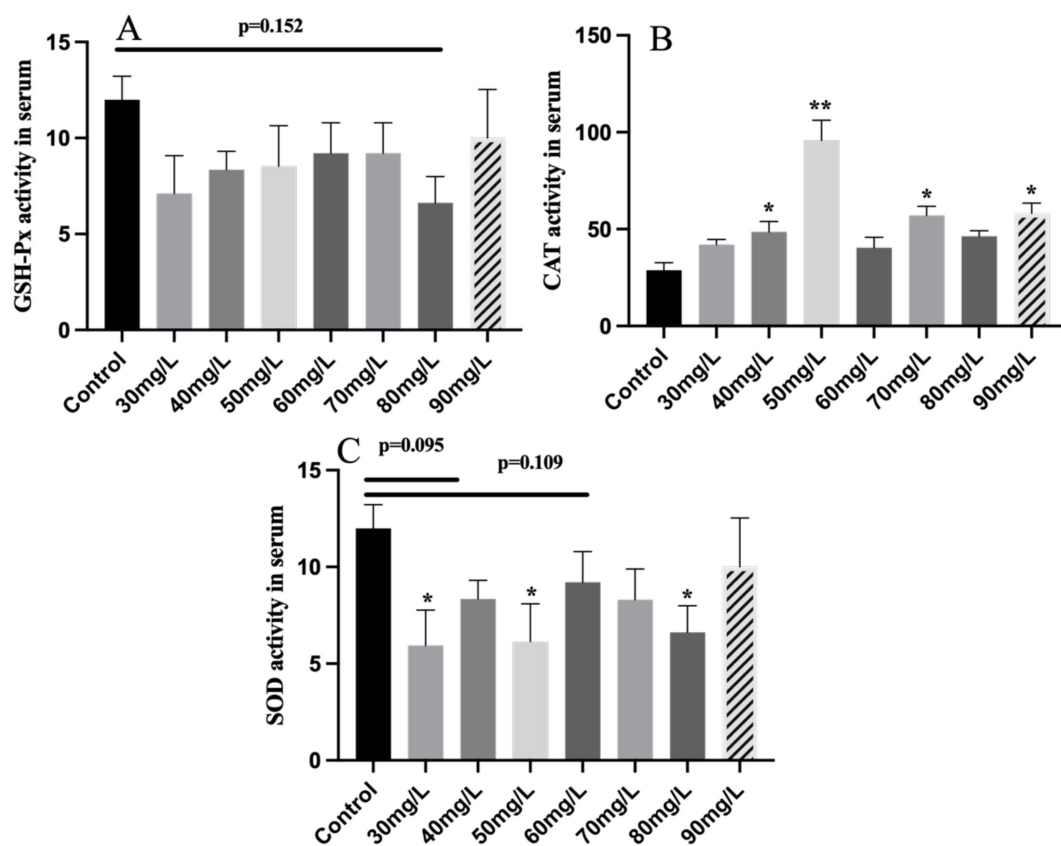 A
p=0.152
GSH-Px activity in serum
15
10
5
0
Control
30mg/L
40mg/L
50mg/L
60mg/L
70mg/L
80mg/L
90mg/L
B
CAT activity in serum
150
100
50
0
*
**
*
*
Control
30mg/L
40mg/L
50mg/L
60mg/L
70mg/L
80mg/L
90mg/L
C
p=0.095
p=0.109
SOD activity in serum
15
10
5
0
*
*
*
Control
30mg/L
40mg/L
50mg/L
60mg/L
70mg/L
80mg/L
90mg/L